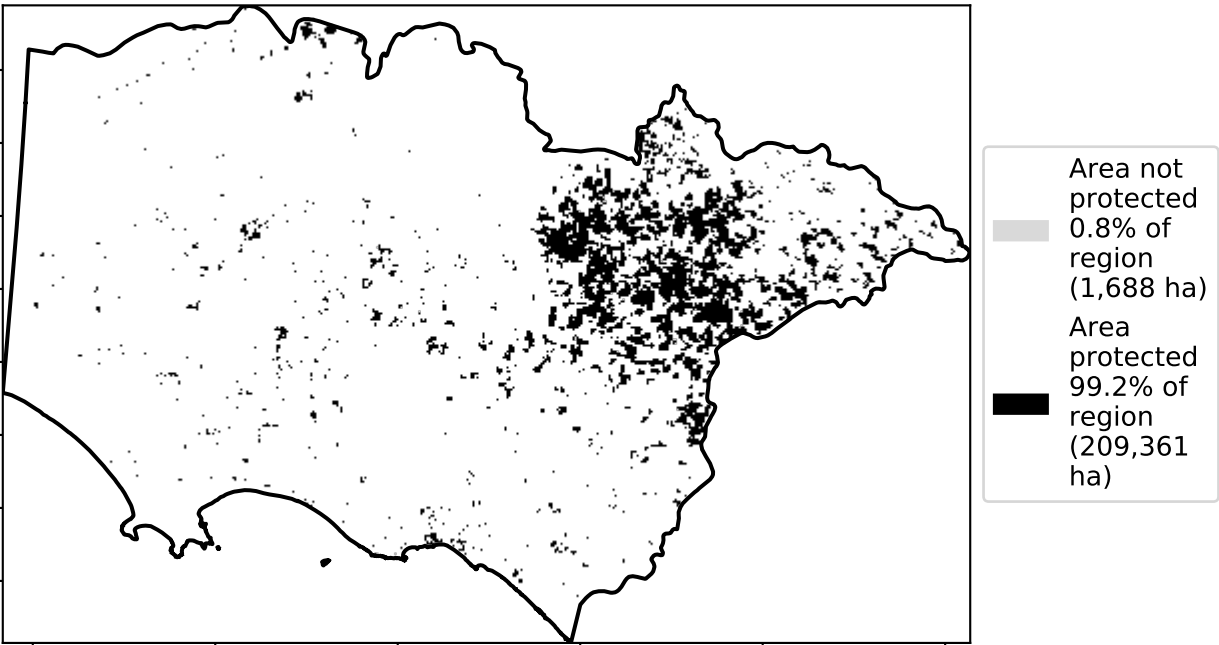 Area not
protected
0.8% of
region
(1,688 ha)
Area
protected
99.2% of
region
(209,361
ha)